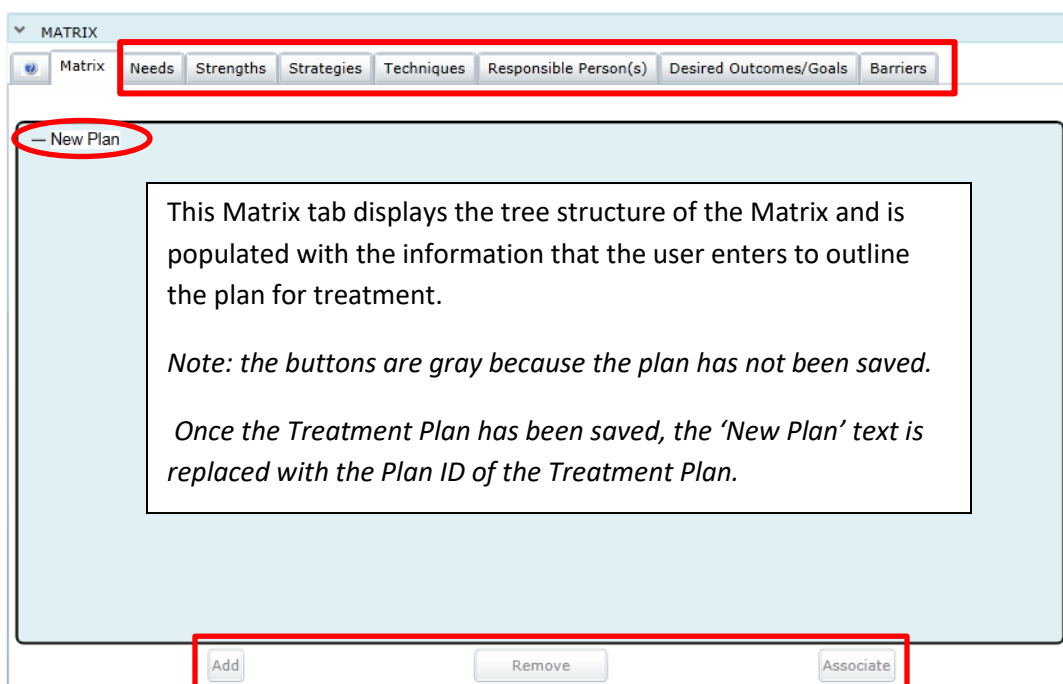 MATRIX
Matrix Needs Strengths Strategies Techniques Responsible Person(s) Desired Outcomes/Goals Barriers
— New Plan
This Matrix tab displays the tree structure of the Matrix and is
populated with the information that the user enters to outline
the plan for treatment.
Note: the buttons are gray because the plan has not been saved.
Once the Treatment Plan has been saved, the ‘New Plan’ text is
replaced with the Plan ID of the Treatment Plan.
Add Remove Associate